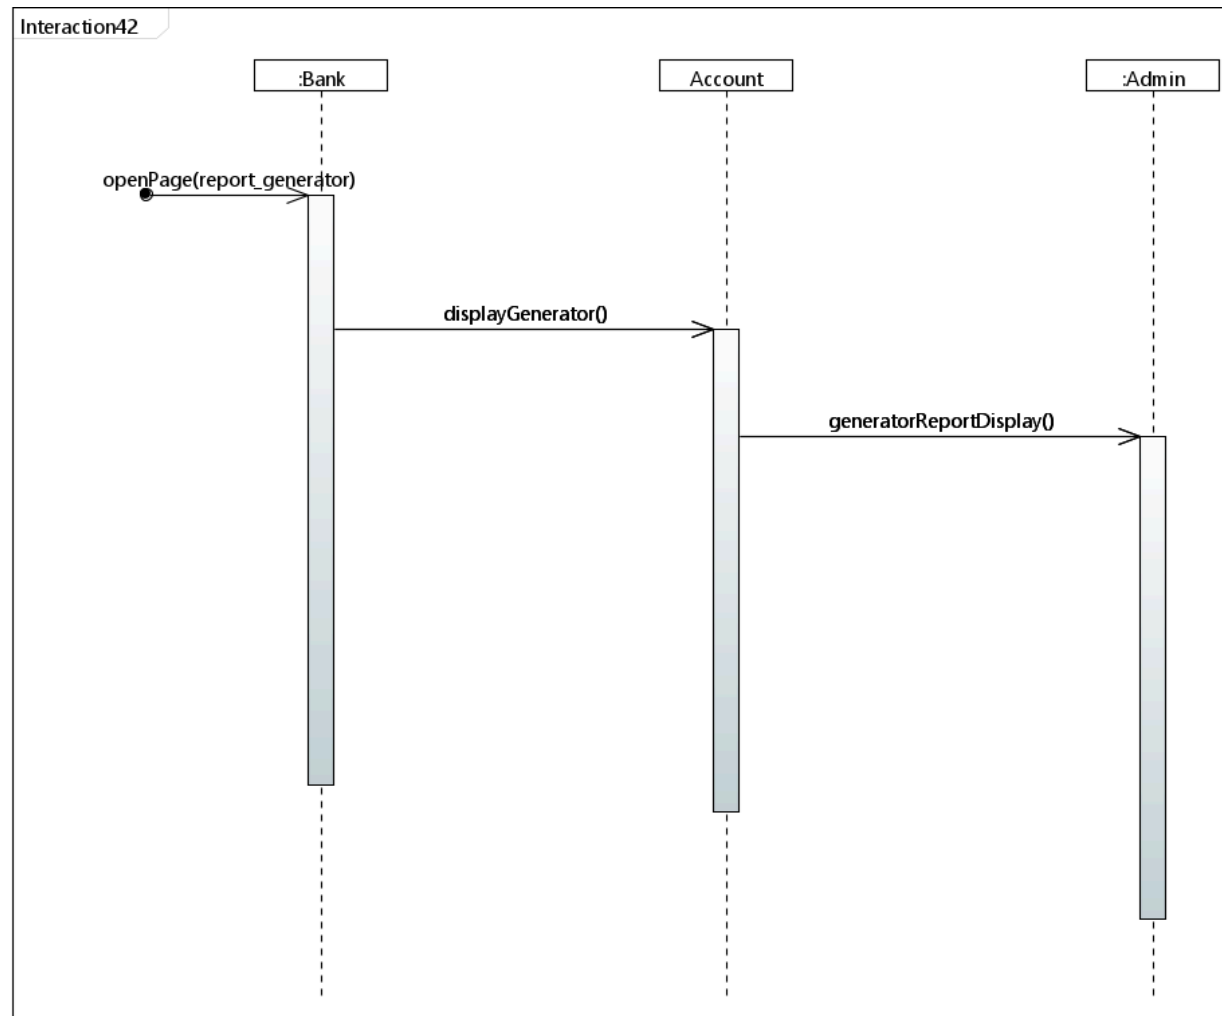 Interaction42
:Bank
Account
:Admin
openPage(report_generator)
displayGenerator()
generatorReportDisplay()